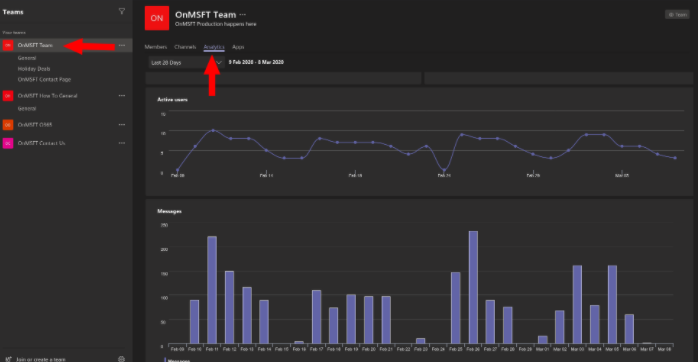 Teams
Your teams
ON OnMSFT Team ...
General
Holiday Deals
OnMSFT Contact Page
OnMSFT How To General ...
General
OnMSFT O365 ...
OC OnMSFT Contact Us ...
Join or create a team
ON OnMSFT Team ...
OnMSFT Production happens here
Team
Members Channels Analytics Apps
Last 28 Days 9 Feb 2020 - 8 Mar 2020
Active users
15
10
5
0
Feb 09 Feb 14 Feb 19 Feb 24 Feb 29 Mar 05
Messages
250
200
150
100
50
0
Feb 09 Feb 10 Feb 11 Feb 12 Feb 13 Feb 14 Feb 15 Feb 16 Feb 17 Feb 18 Feb 19 Feb 20 Feb 21 Feb 22 Feb 23 Feb 24 Feb 25 Feb 26 Feb 27 Feb 28 Feb 29 Mar 01 Mar 02 Mar 03 Mar 04 Mar 05 Mar 06 Mar 07 Mar 08
Messages